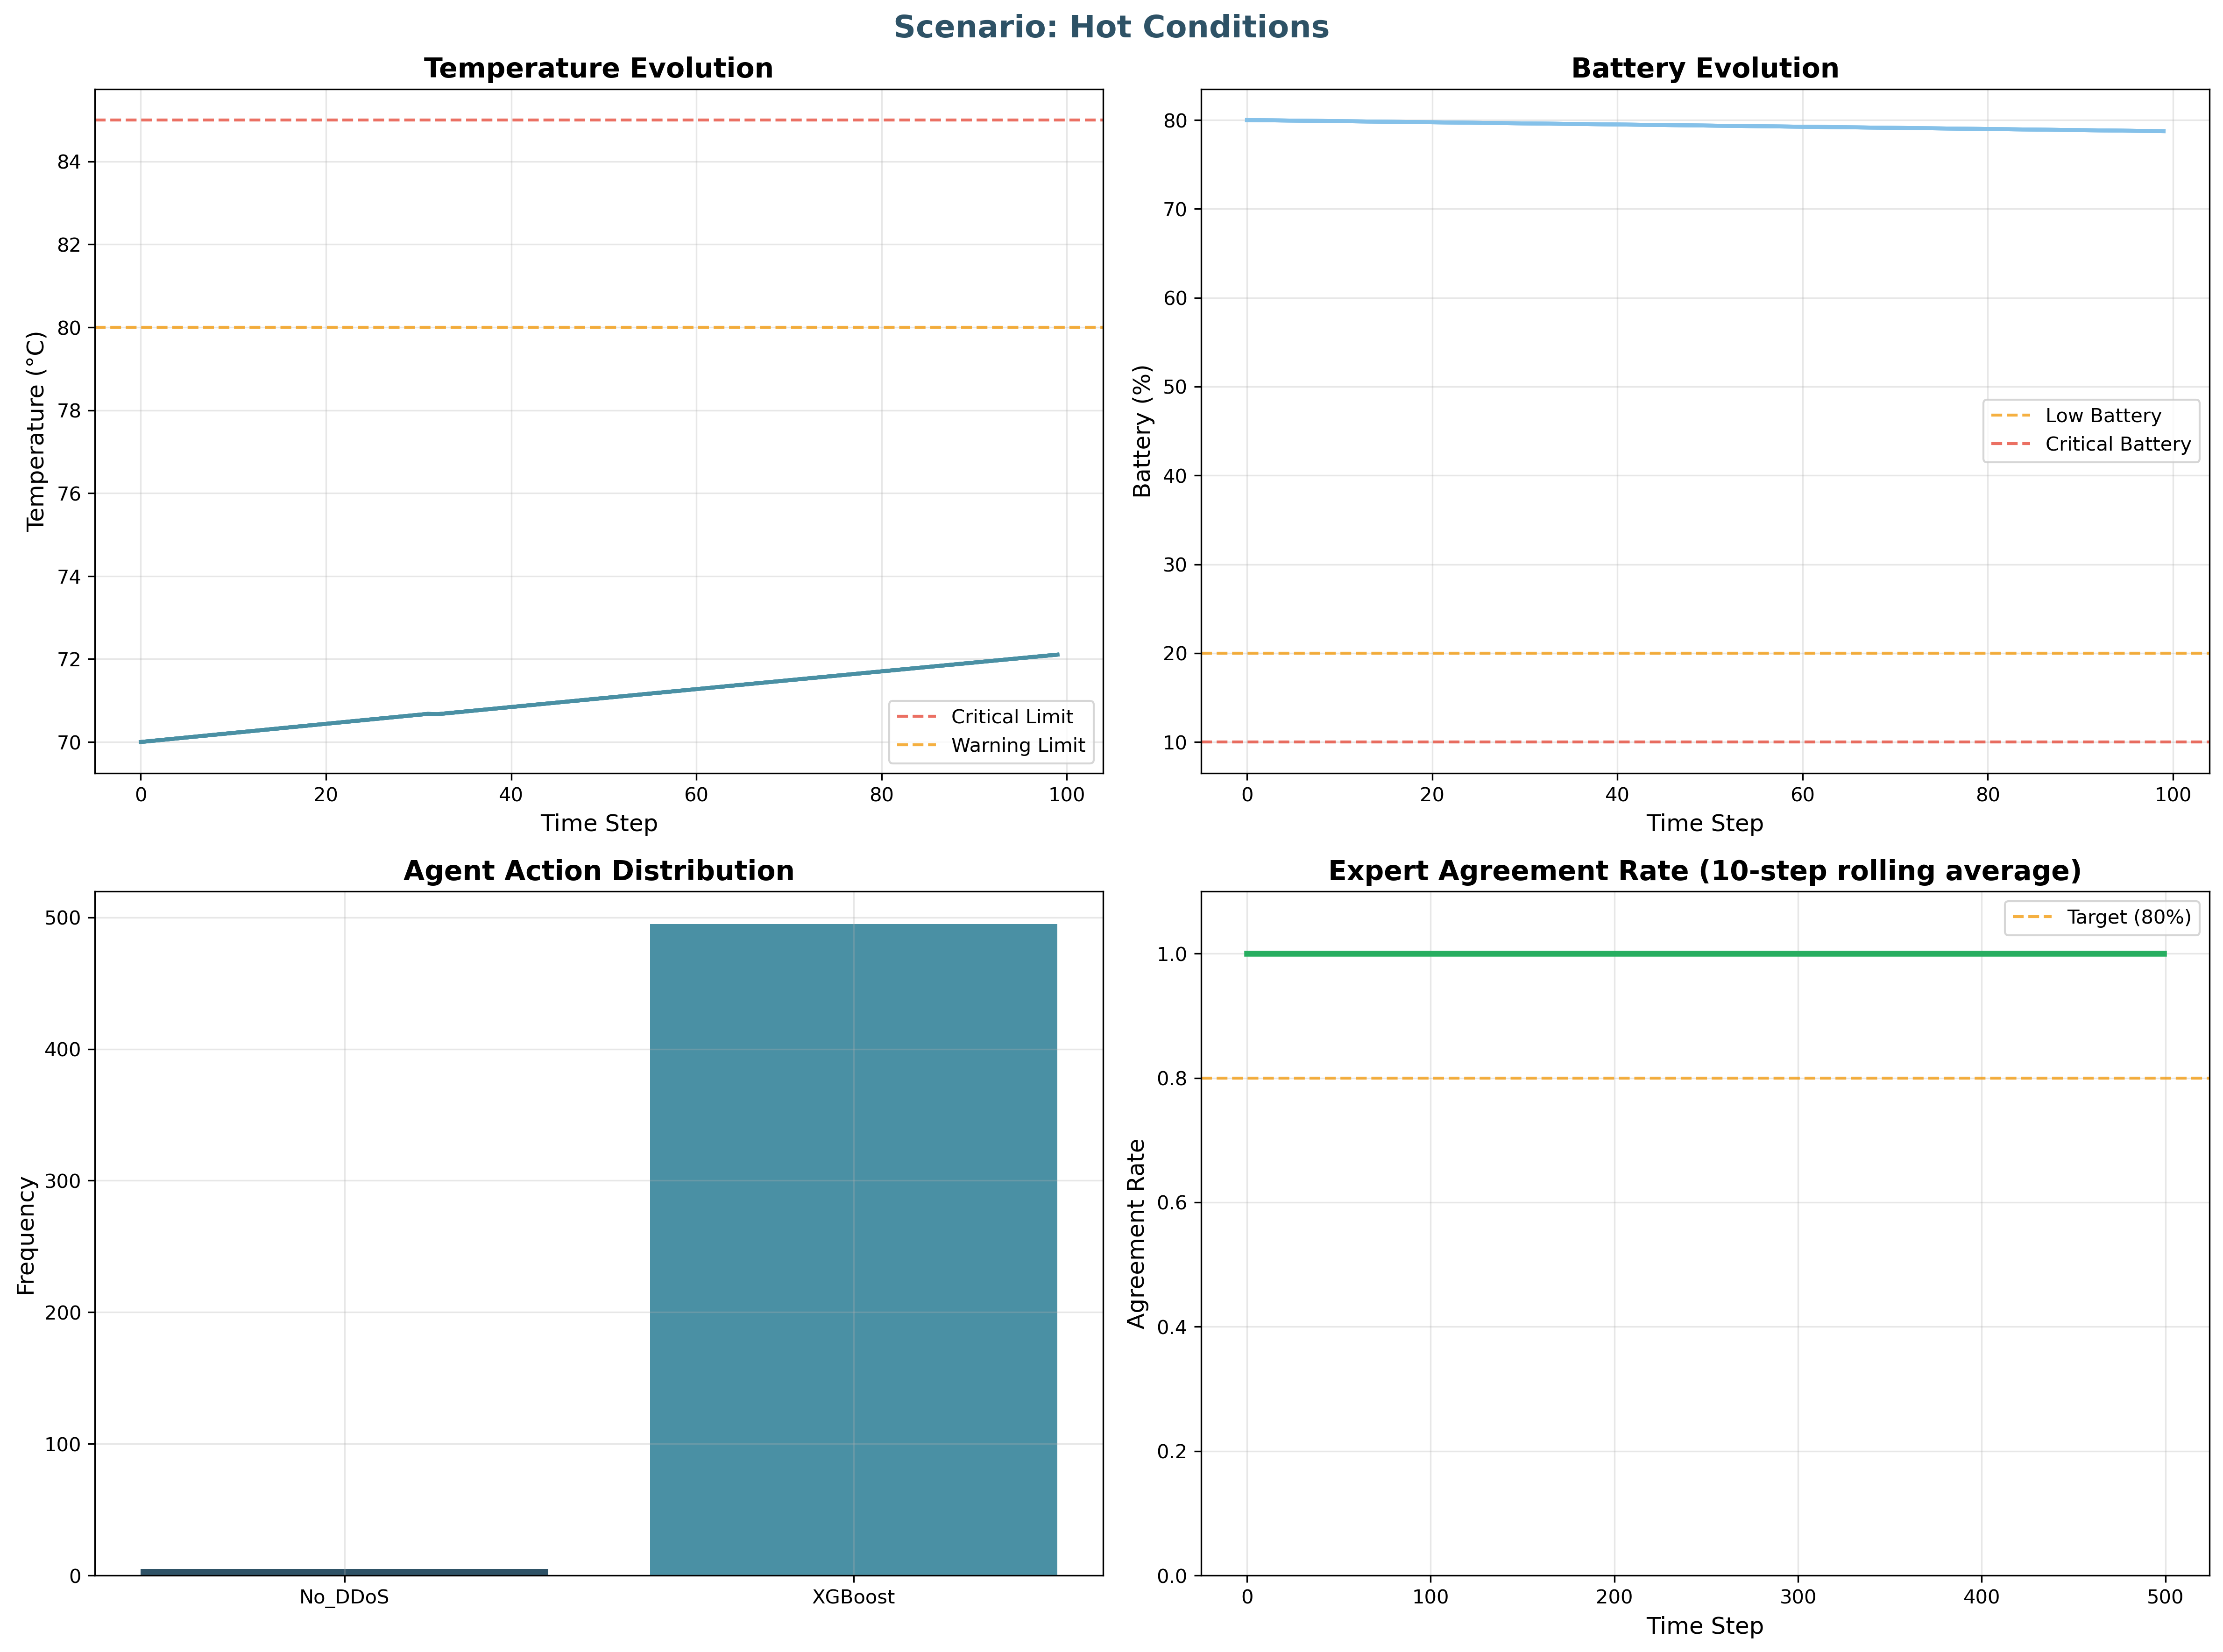 Scenario: Hot Conditions
Temperature Evolution
Temperature (°C)
84
82
80
78
76
74
72
70
Critical Limit
Warning Limit
0 20 40 60 80 100
Time Step
Battery Evolution
Battery (%)
80
70
60
50
40
30
20
10
Low Battery
Critical Battery
0 20 40 60 80 100
Time Step
Agent Action Distribution
Frequency
500
400
300
200
100
0
No_DDoS XGBoost
Expert Agreement Rate (10-step rolling average)
Agreement Rate
Target (80%)
1.0
0.8
0.6
0.4
0.2
0.0
0 100 200 300 400 500
Time Step